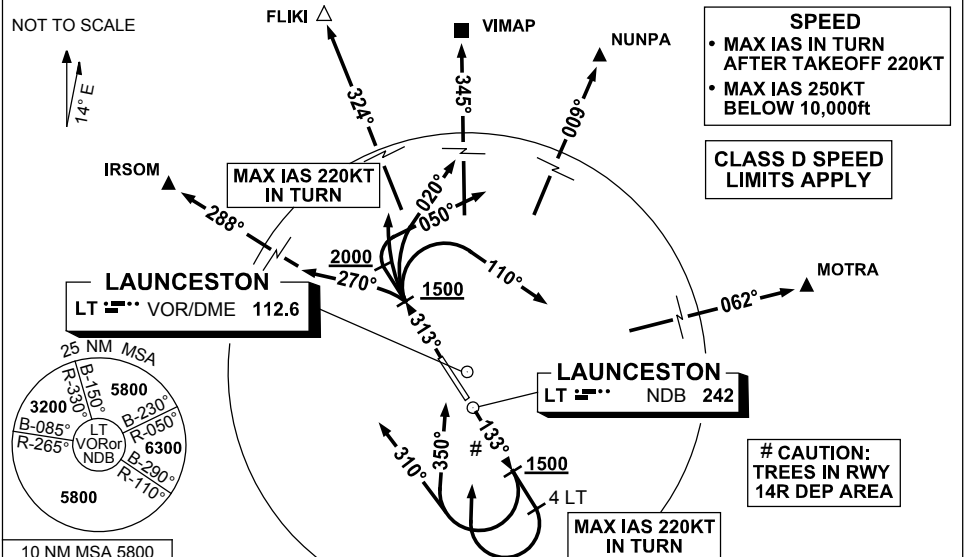 NOT TO SCALE
14° E
FLIKI
VIMAP
NUNPA
SPEED
• MAX IAS IN TURN
AFTER TAKEOFF 220KT
• MAX IAS 250KT
BELOW 10,000ft
CLASS D SPEED
LIMITS APPLY
324°
345°
009°
IRSOM
MAX IAS 220KT
IN TURN
020°
050°
288°
2000
270°
110°
1500
MOTRA
062°
LAUNCESTON
LT VOR/DME 112.6
313°
25 NM MSA
B-150°
R-330°
5800
3200
B-230°
R-050°
B-085°
R-265°
LT
VORor
NDB
6300
B-290°
R-110°
5800
10 NM MSA 5800
LAUNCESTON
LT NDB 242
133°
#
350°
310°
1500
4 LT
# CAUTION:
TREES IN RWY
14R DEP AREA
MAX IAS 220KT
IN TURN